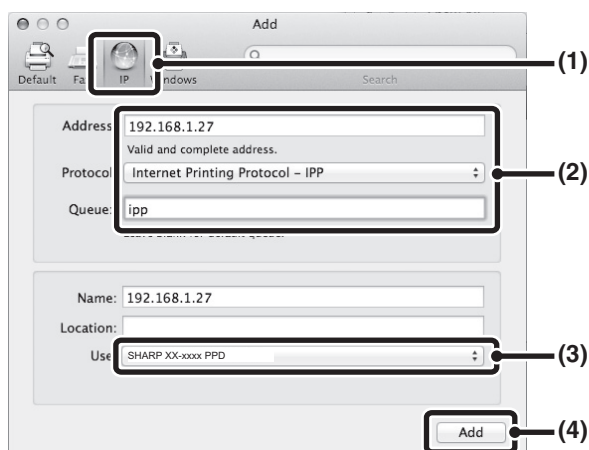 Add
(1)
Default Fa IP ndows Search
Address 192.168.1.27
Valid and complete address.
Protocol Internet Printing Protocol – IPP
(2)
Queue: ipp
Name: 192.168.1.27
Location:
Use SHARP XX-xxxx PPD
(3)
Add
(4)